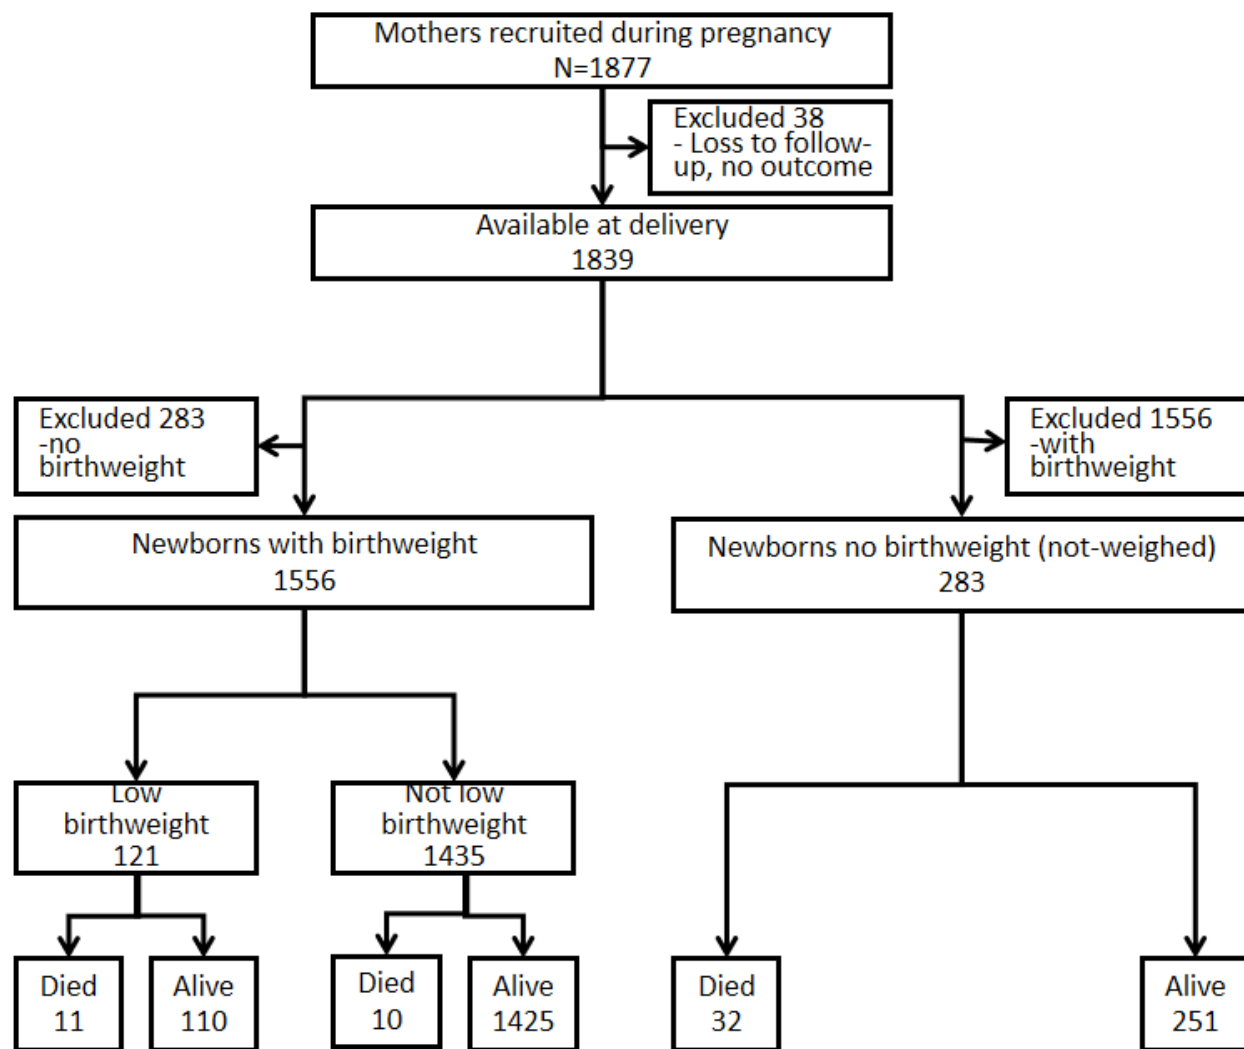 Mothers recruited during pregnancy
N=1877
Excluded 38
- Loss to follow-
up, no outcome
Available at delivery
1839
Excluded 283
-no
birthweight
Excluded 1556
-with
birthweight
Newborns with birthweight
1556
Newborns no birthweight (not-weighed)
283
Low
birthweight
121
Not low
birthweight
1435
Died
11
Alive
110
Died
10
Alive
1425
Died
32
Alive
251